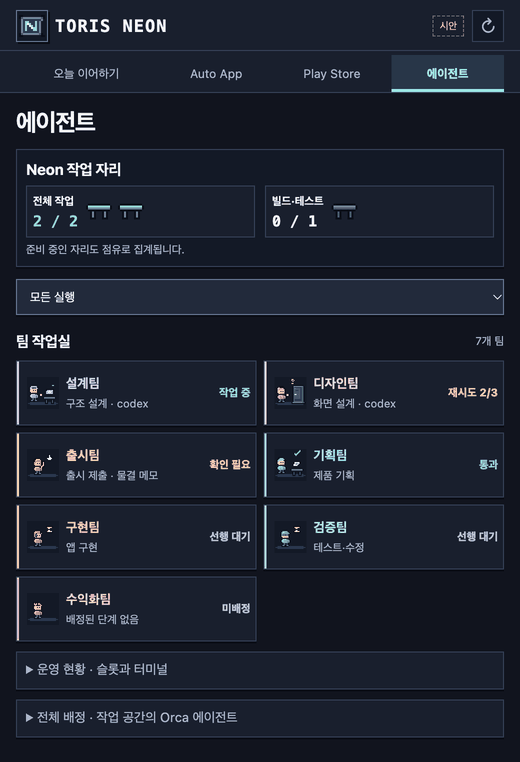 TORIS NEON
시안
오늘 이어하기
Auto App
Play Store
에이전트
에이전트
Neon 작업 자리
전체 작업
2 / 2
빌드·테스트
0 / 1
준비 중인 자리도 점유로 집계됩니다.
모든 실행
팀 작업실
7개 팀
설계팀
구조 설계 · codex
작업 중
디자인팀
화면 설계 · codex
재시도 2/3
출시팀
출시 제출 · 물결 메모
확인 필요
기획팀
제품 기획
통과
구현팀
앱 구현
선행 대기
검증팀
테스트·수정
선행 대기
수익화팀
배정된 단계 없음
미배정
▶ 운영 현황 · 슬롯과 터미널
▶ 전체 배정 · 작업 공간의 Orca 에이전트